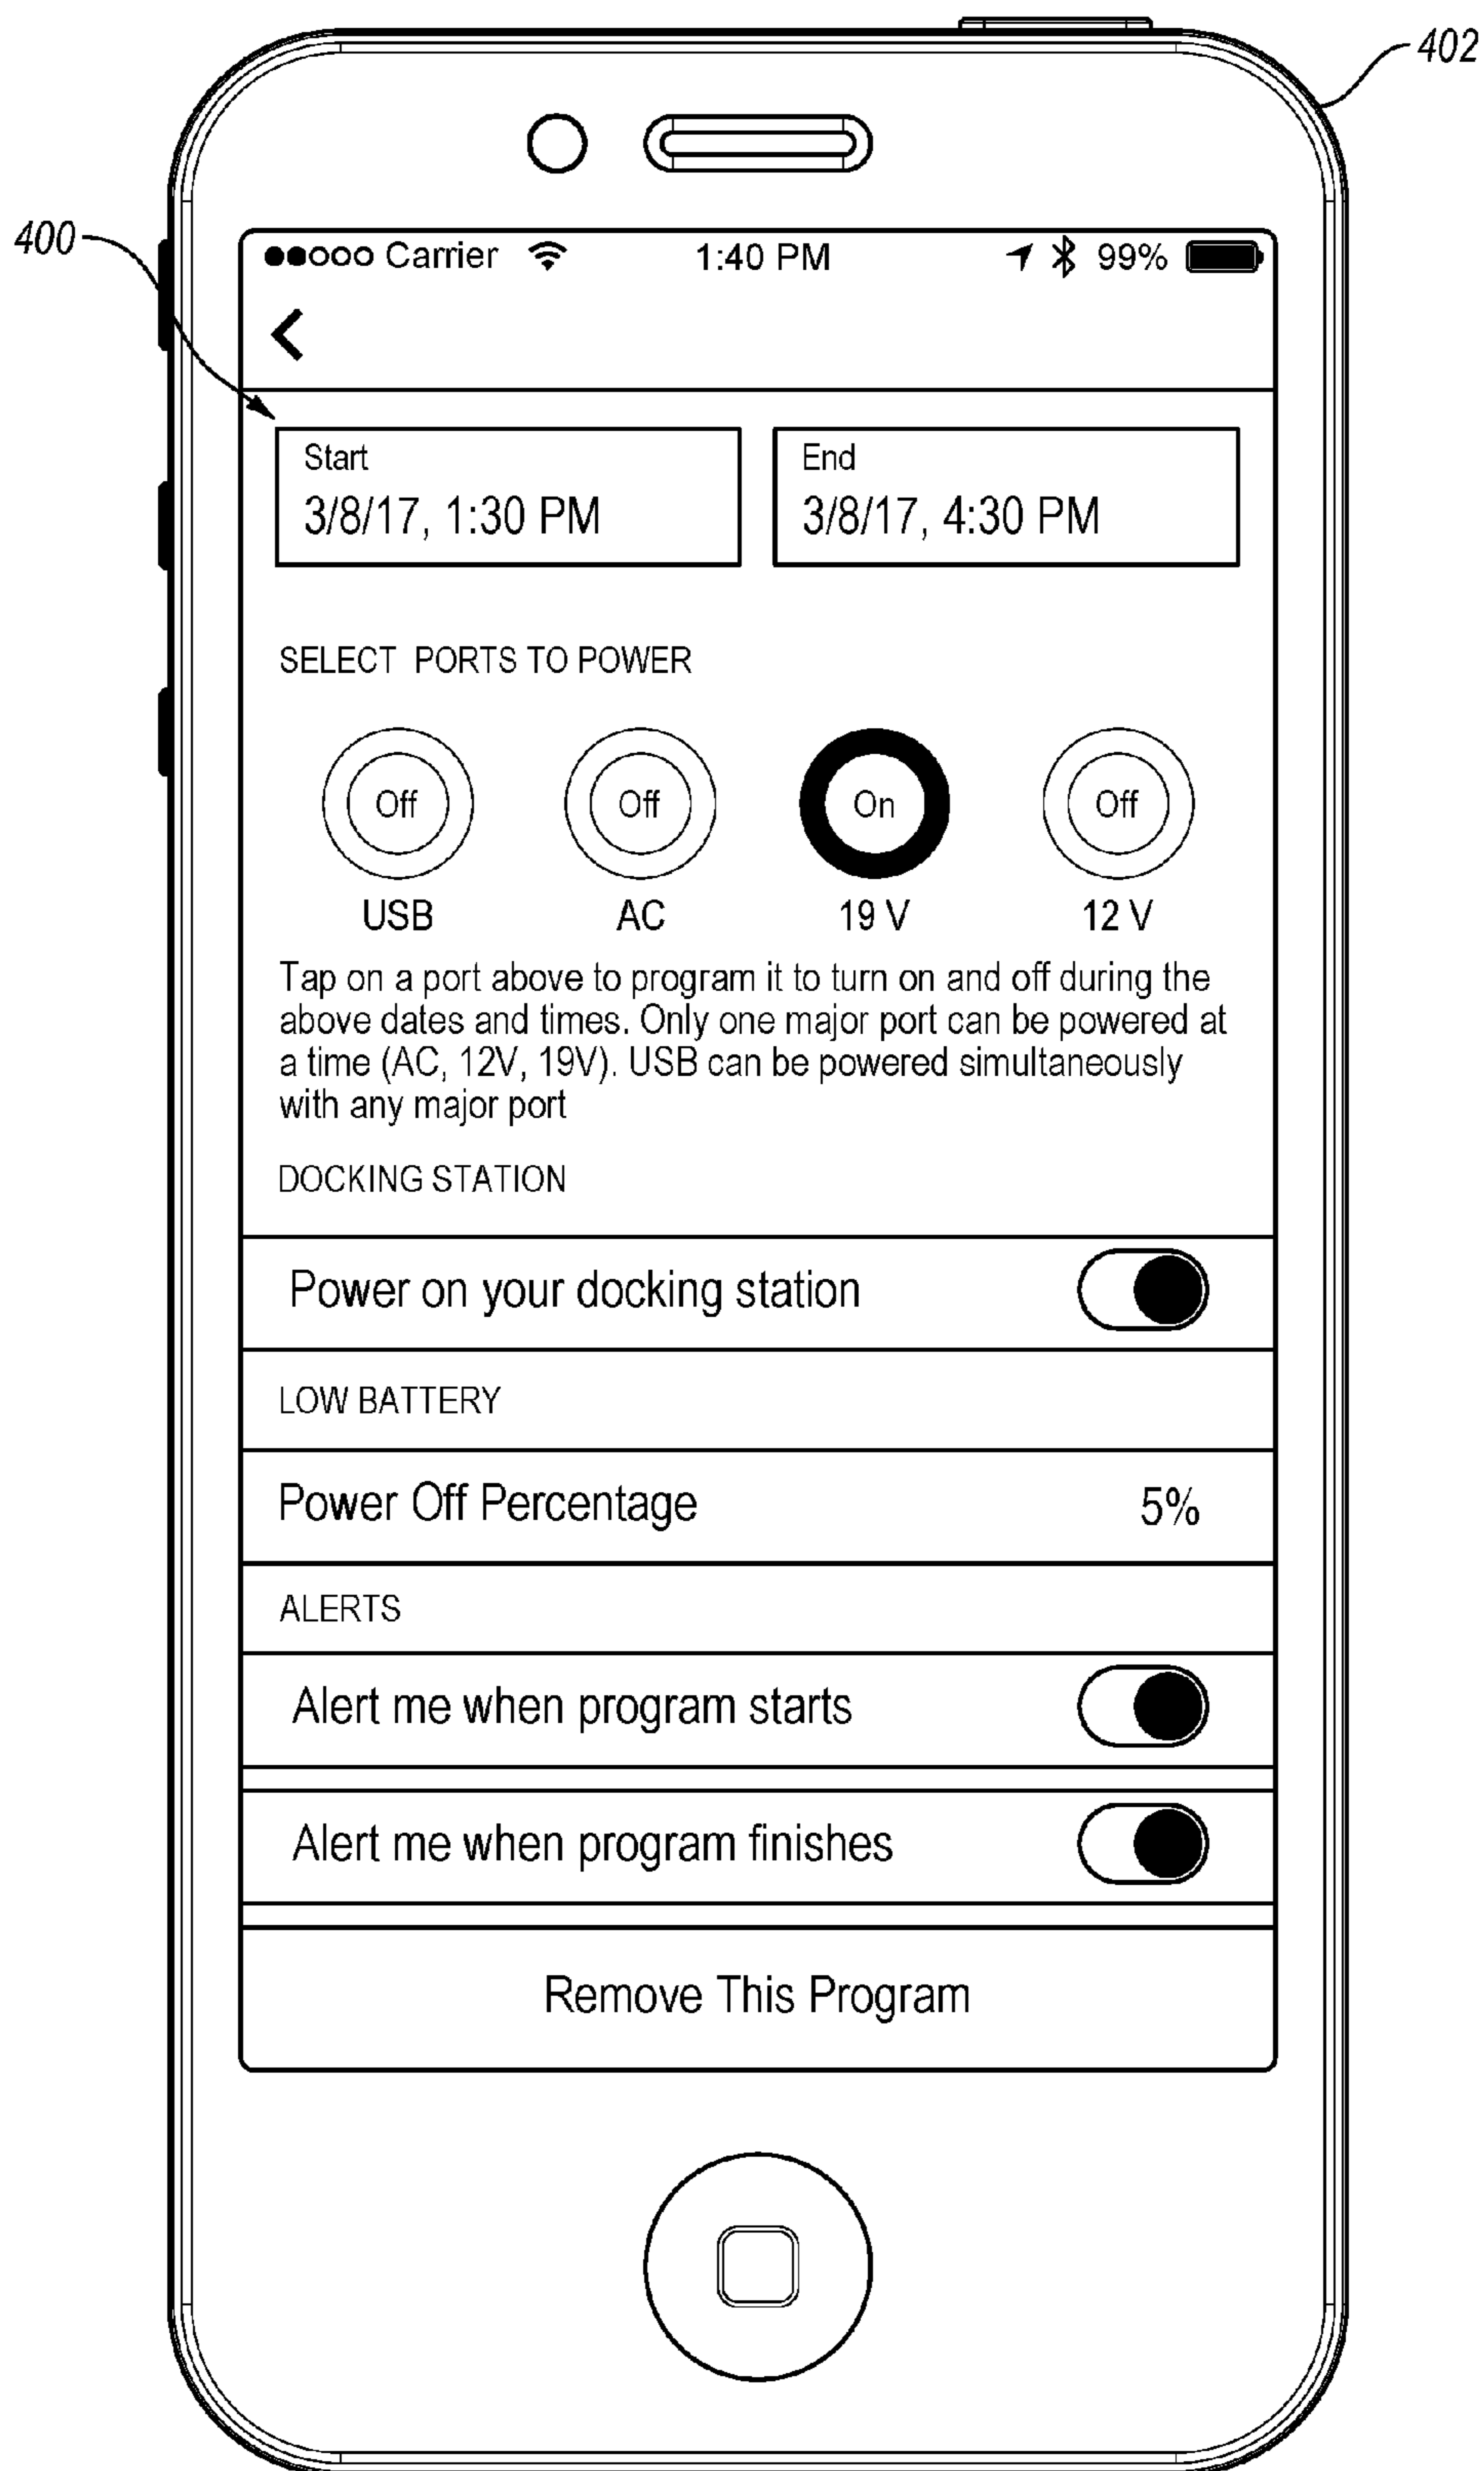 402
400
Carrier 1:40 PM 99%
Start End
3/8/17, 1:30 PM 3/8/17, 4:30 PM
SELECT PORTS TO POWER
Off Off On Off
USB AC 19 V 12 V
Tap on a port above to program it to turn on and off during the
above dates and times. Only one major port can be powered at
a time (AC, 12V, 19V). USB can be powered simultaneously
with any major port
DOCKING STATION
Power on your docking station
LOW BATTERY
Power Off Percentage 5%
ALERTS
Alert me when program starts
Alert me when program finishes
Remove This Program